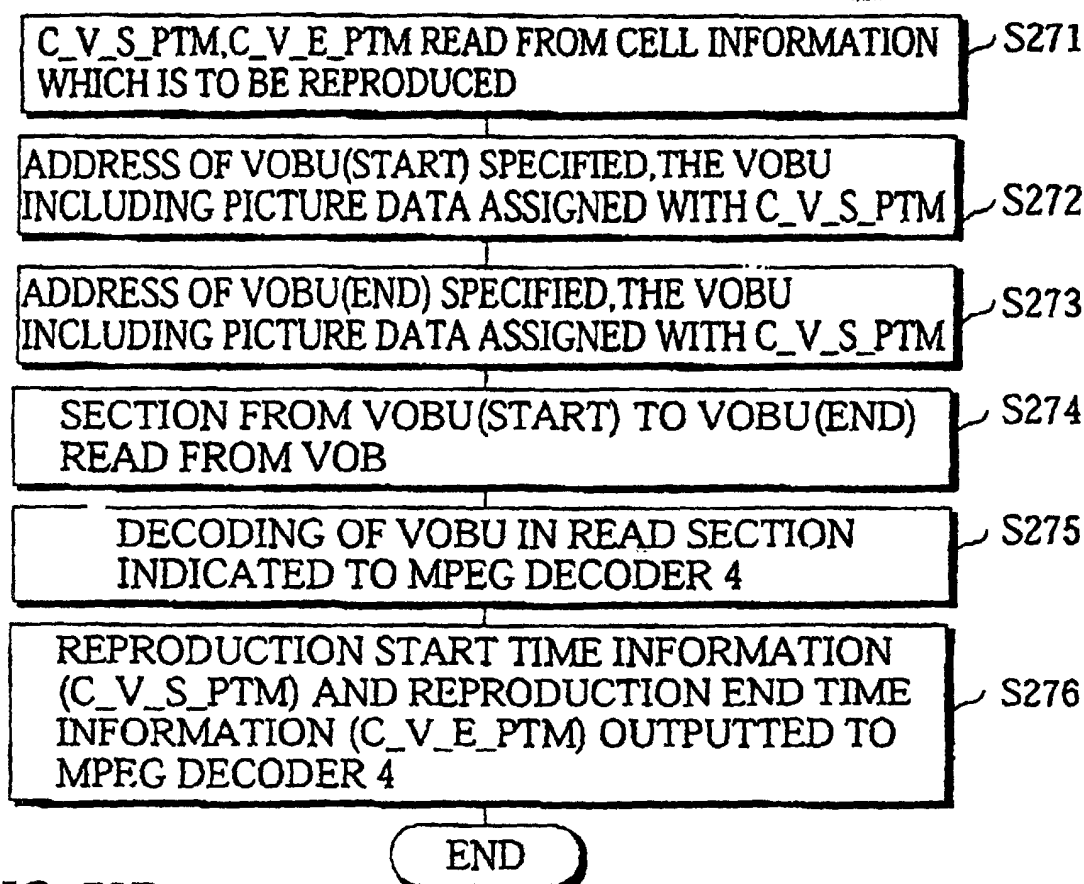 C_V_S_PTM,C_V_E_PTM READ FROM CELL INFORMATION
WHICH IS TO BE REPRODUCED
S271
ADDRESS OF VOBU(START) SPECIFIED,THE VOBU
INCLUDING PICTURE DATA ASSIGNED WITH C_V_S_PTM
S272
ADDRESS OF VOBU(END) SPECIFIED,THE VOBU
INCLUDING PICTURE DATA ASSIGNED WITH C_V_S_PTM
S273
SECTION FROM VOBU(START) TO VOBU(END)
READ FROM VOB
S274
DECODING OF VOBU IN READ SECTION
INDICATED TO MPEG DECODER 4
S275
REPRODUCTION START TIME INFORMATION
(C_V_S_PTM) AND REPRODUCTION END TIME
INFORMATION (C_V_E_PTM) OUTPUTTED TO
MPEG DECODER 4
S276
END